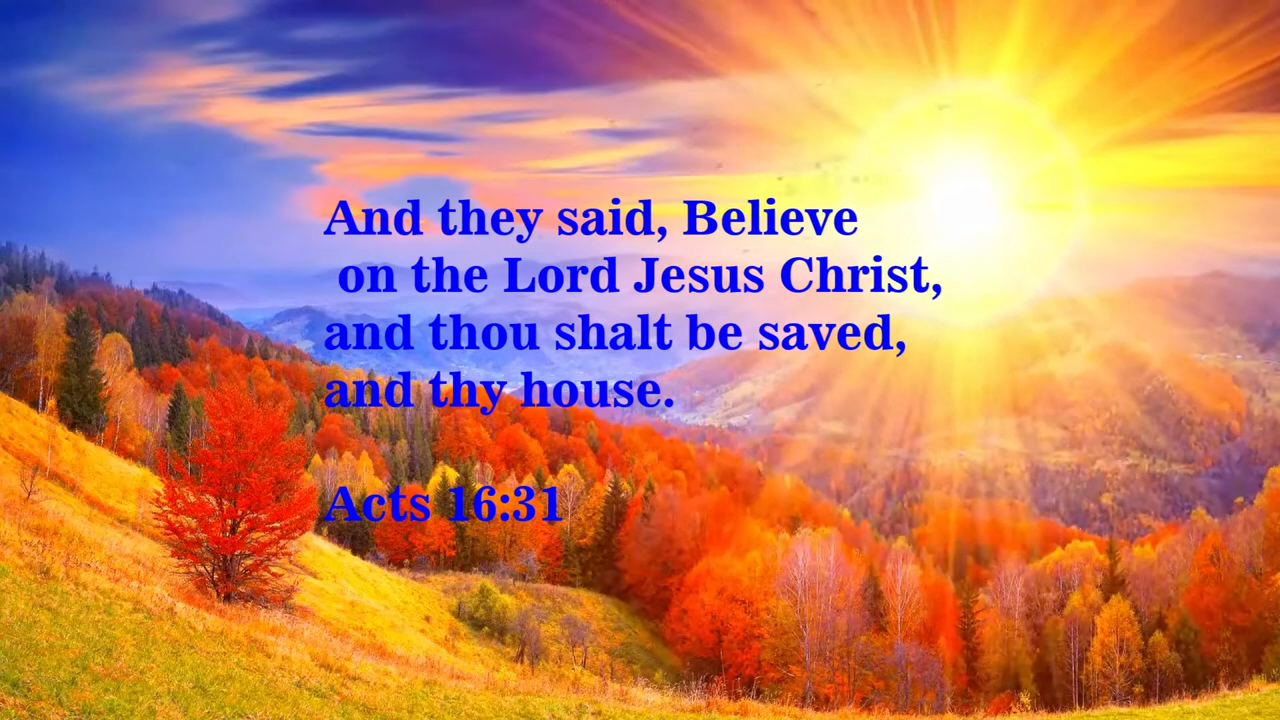 And they said, Believe
on the Lord Jesus Christ,
and thou shalt be saved,
and thy house.
Acts 16:31